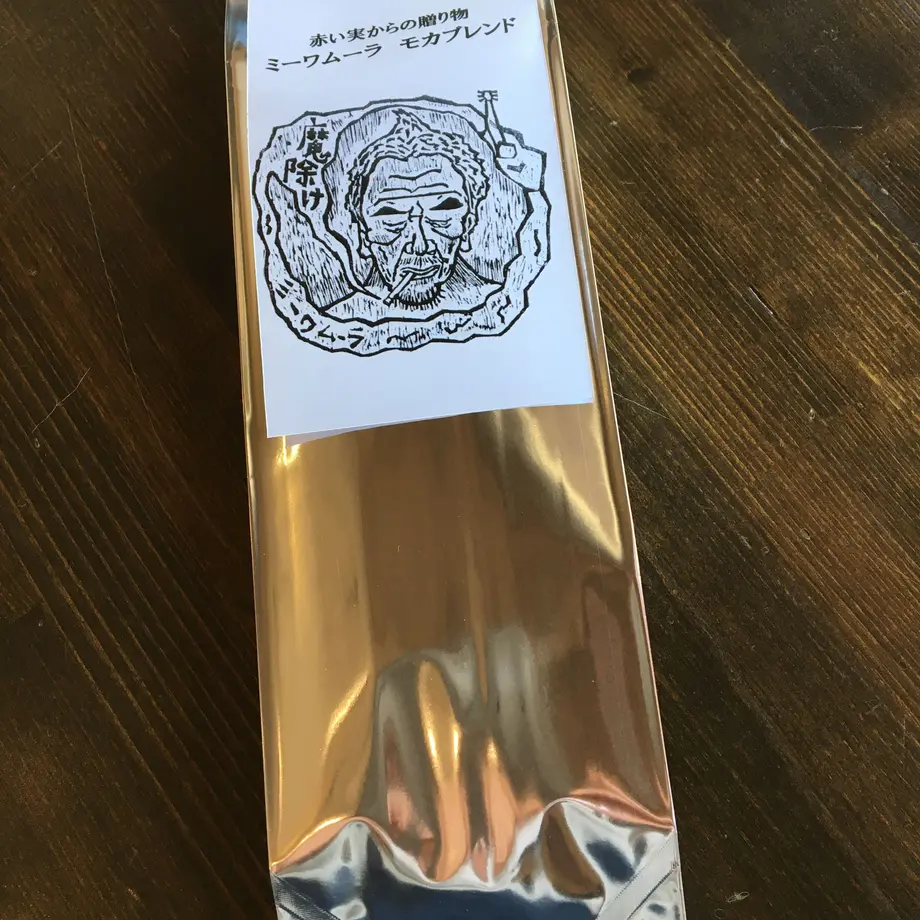 赤い実からの贈り物
ミーワムーラ　モカブレンド
魔除け
ミーワムーラ